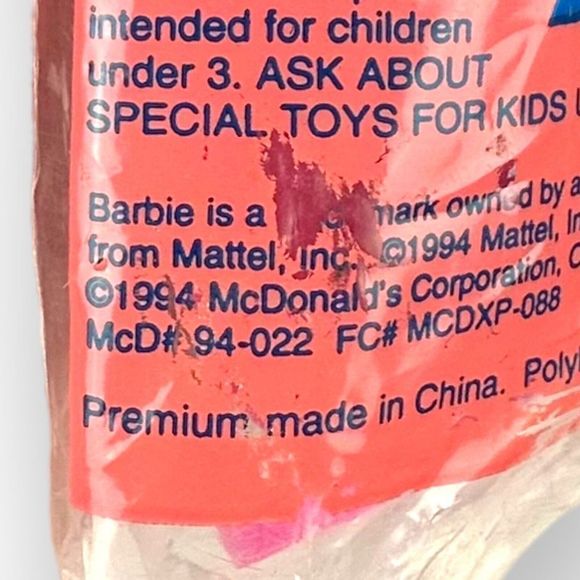 intended for children
under 3. ASK ABOUT
SPECIAL TOYS FOR KIDS
Barbie is a mark owned by a
from Mattel, Inc. ©1994 Mattel, In
©1994 McDonald's Corporation, C
McD# 94-022 FC# MCDXP-088
Premium made in China. Poly